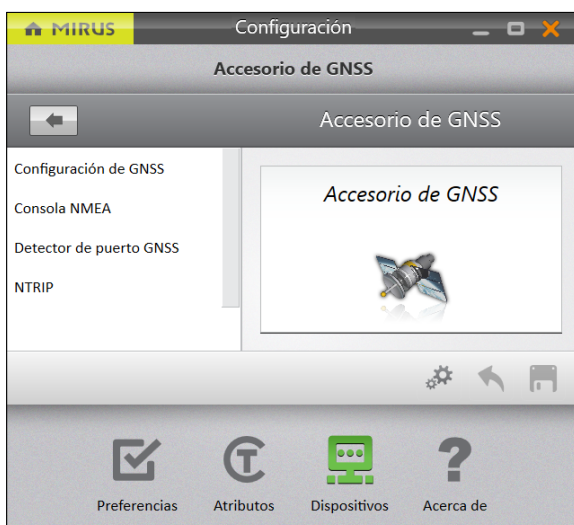 MIRUS
Configuración
Accesorio de GNSS
Accesorio de GNSS
Configuración de GNSS
Consola NMEA
Detector de puerto GNSS
NTRIP
Accesorio de GNSS
Preferencias
Atributos
Dispositivos
Acerca de